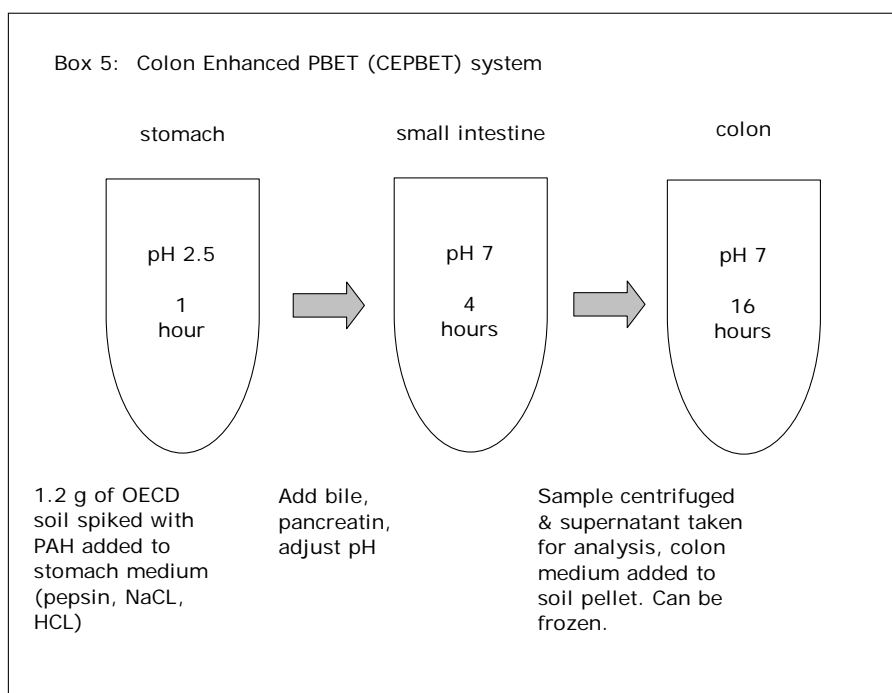 Box 5: Colon Enhanced PBET (CEPBET) system
stomach
small intestine
colon
pH 2.5
1
hour
pH 7
4
hours
pH 7
16
hours
1.2 g of OECD
soil spiked with
PAH added to
stomach medium
(pepsin, NaCL,
HCL)
Add bile,
pancreatin,
adjust pH
Sample centrifuged
& supernatant taken
for analysis, colon
medium added to
soil pellet. Can be
frozen.